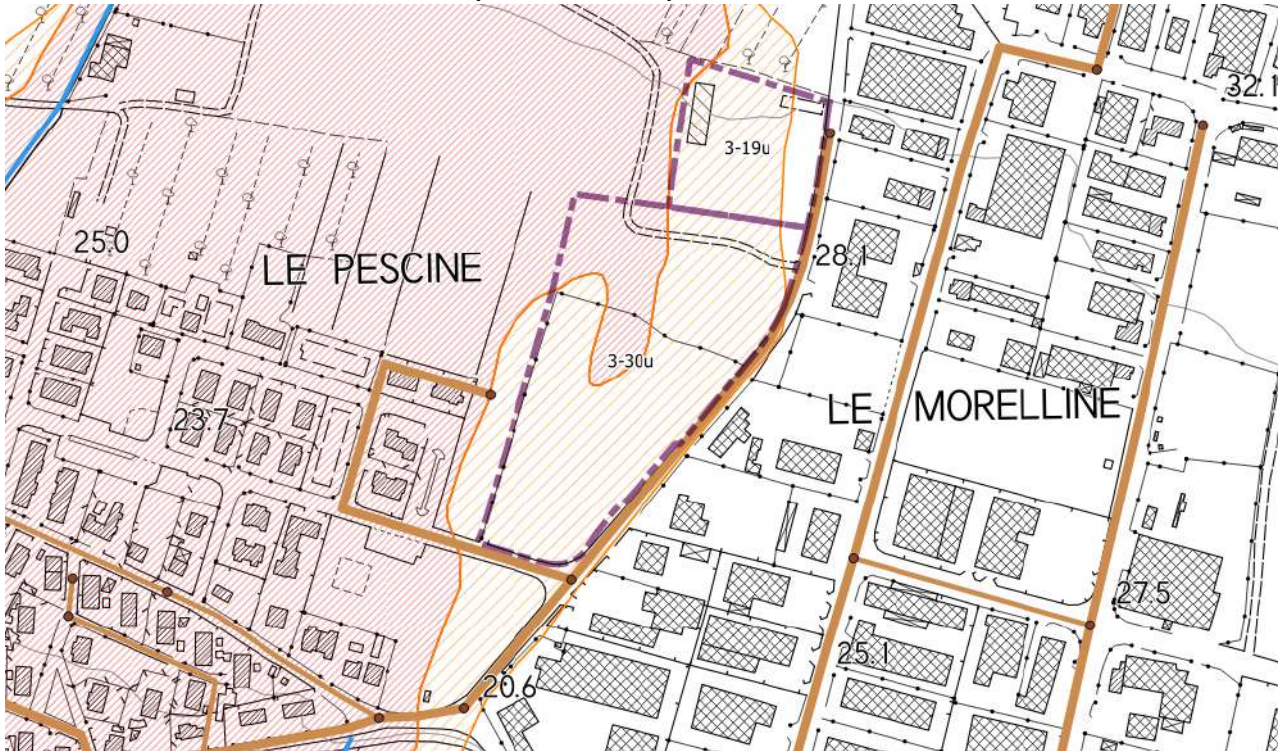 32.1
3-19u
25.0
LE PESCINE
28.1
3-30u
23.7
LE MORELLINE
27.5
25.1
20.6